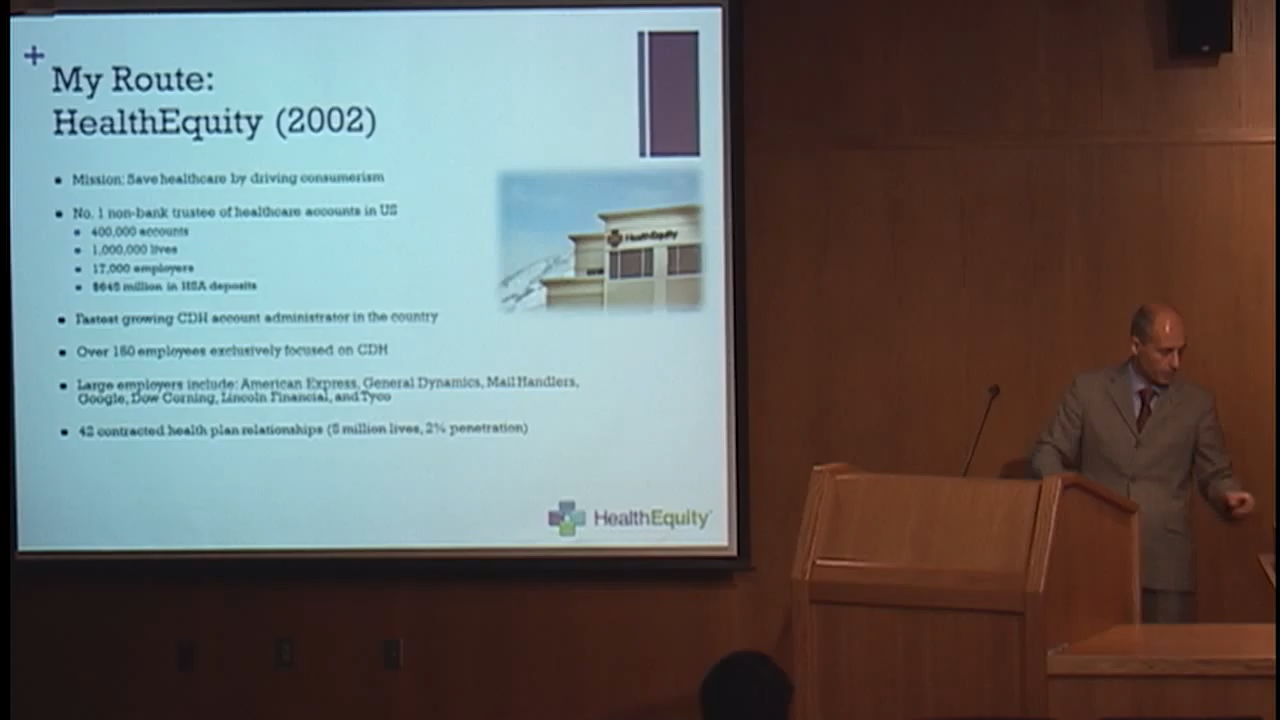 +
My Route:
HealthEquity (2002)
Mission: Save healthcare by driving consumerism
No. 1 non-bank trustee of healthcare accounts in US
400,000 accounts
1,000,000 lives
17,000 employers
million in HSA deposits
Fastest growing CDH account administrator in the country
HealthEquity
Over employees exclusively focused on CDH
Large employers include: American Express, General Dynamics, Mail Handlers,
Google, Dow Corning, Lincoln Financial, and Tyco
42 contracted health plan relationships ( million lives, 2% penetration)
HealthEquity